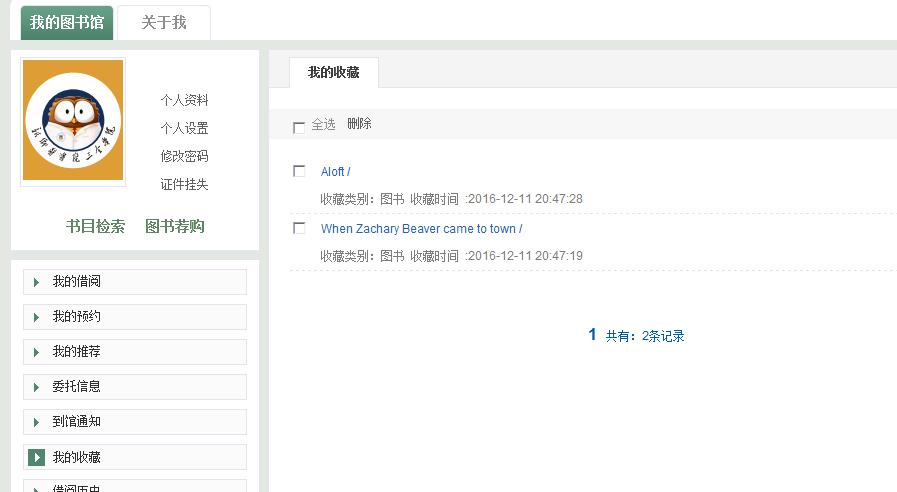 我的图书馆 关于我
个人资料
个人设置
修改密码
证件挂失
书目检索 图书荐购
我的借阅
我的预约
我的推荐
委托信息
到馆通知
我的收藏
借阅历史
我的收藏
全选 删除
Aloft /
收藏类别：图书 收藏时间 :2016-12-11 20:47:28
When Zachary Beaver came to town /
收藏类别：图书 收藏时间 :2016-12-11 20:47:19
1 共有：2条记录